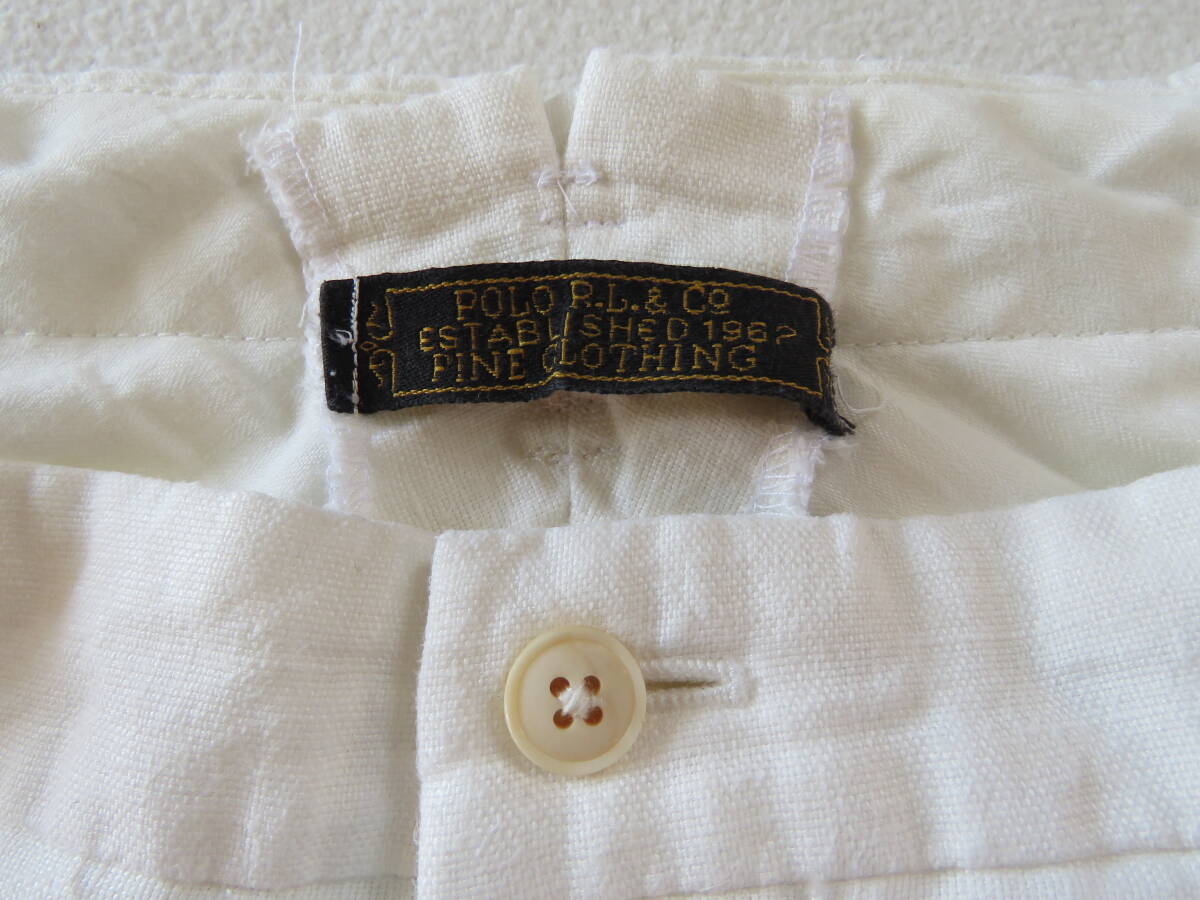 POLO R.L. & Co
ESTABLISHED 1967
FINE CLOTHING